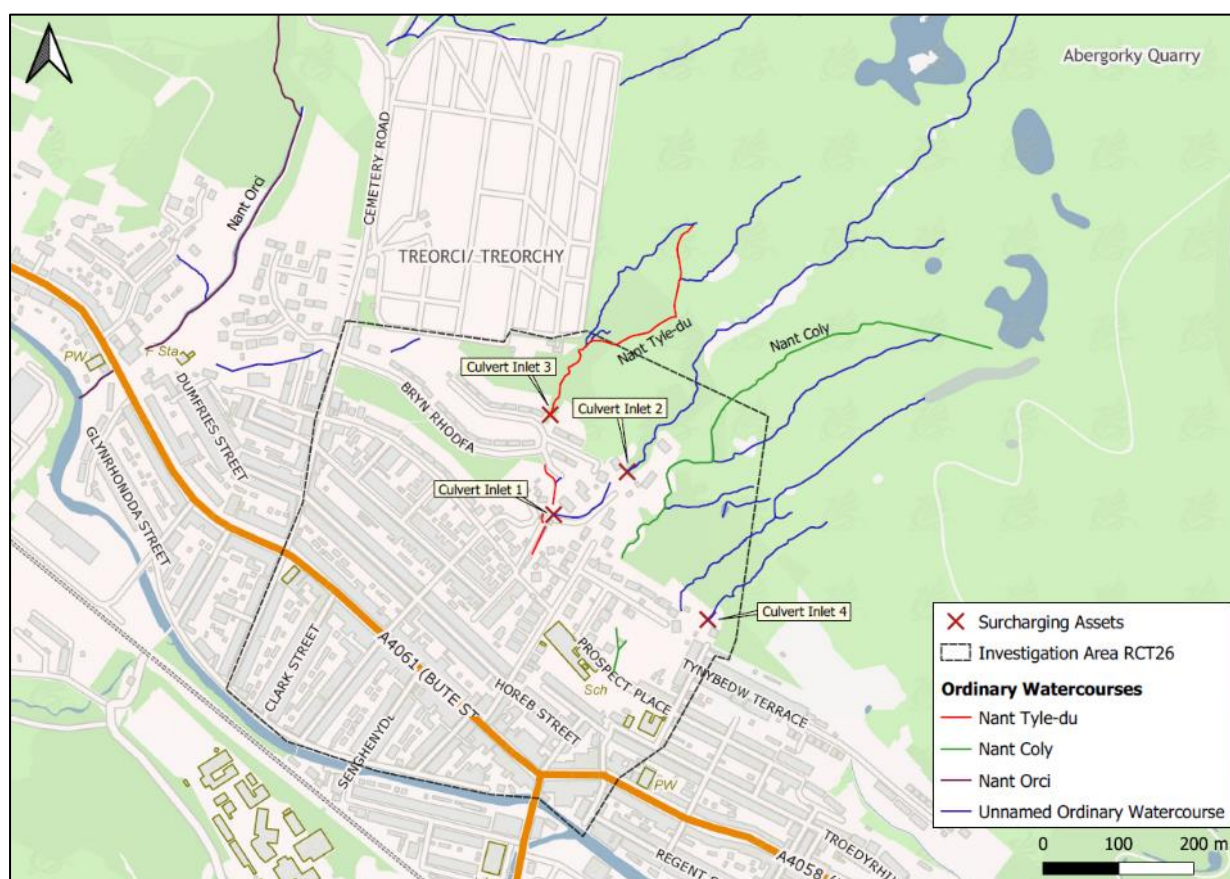 Abergorky Quarry
CEMETERY ROAD
Nant Orci
TREORCI/ TREORCHY
Nant Tyle-du
Nant Coly
PW
F Sta
Culvert Inlet 3
DUMFRIES STREET
BRYN RHODFA
Culvert Inlet 2
GLYNRHONDDA STREET
Culvert Inlet 1
Culvert Inlet 4
CLARK STREET
A4061 (BUTE ST
PROSPECT PLACE
Sch
TYNYBEDW TERRACE
HOREB STREET
SENGHENYDD
PW
A4058
TROEDYRHI
REGENT S
Surcharging Assets
Investigation Area RCT26
Ordinary Watercourses
Nant Tyle-du
Nant Coly
Nant Orci
Unnamed Ordinary Watercourse
0 100 200 m